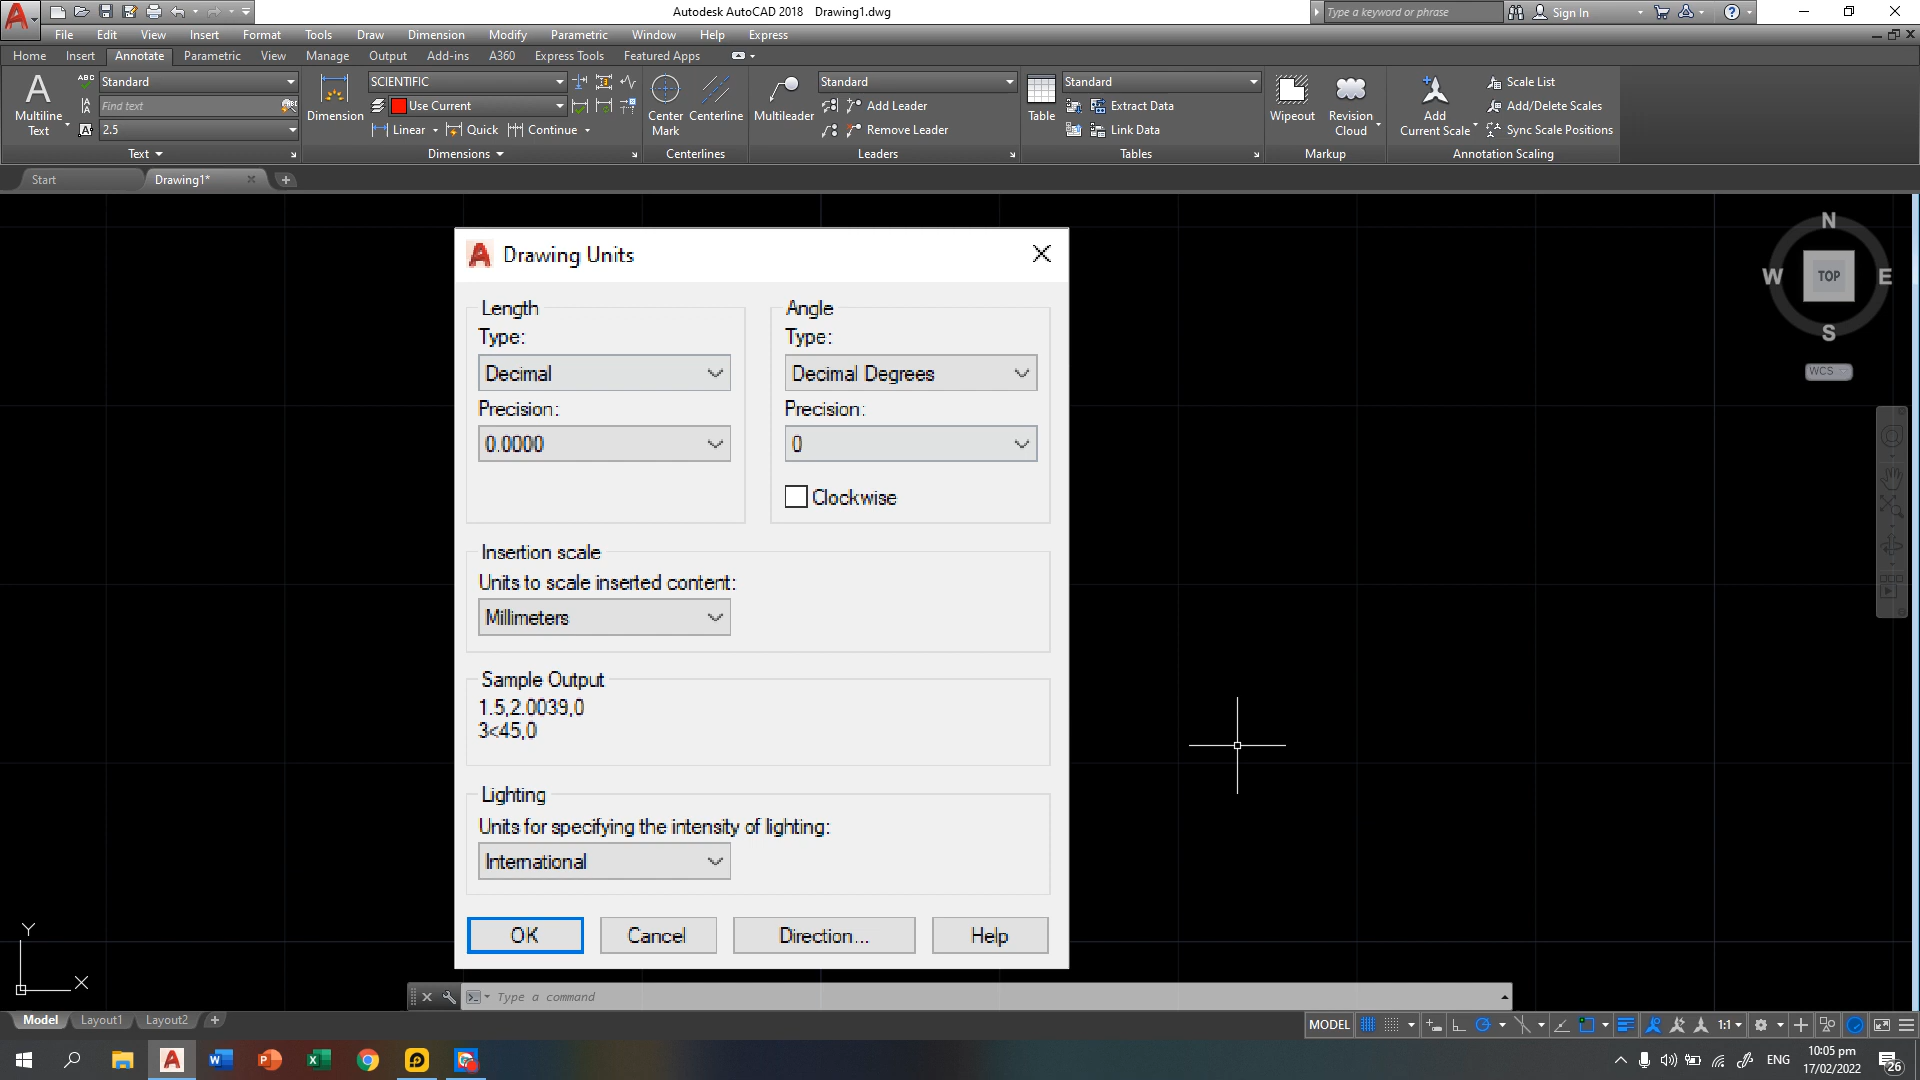 Autodesk AutoCAD 2018 Drawing1.dwg
Type a keyword or phrase
Sign In
File Edit View Insert Format Tools Draw Dimension Modify Parametric Window Help Express
Home Insert Annotate Parametric View Manage Output Add-ins A360 Express Tools Featured Apps
A Multiline Text
ABC Standard
Find text
2.5
Text
Dimension
SCIENTIFIC
Use Current
Linear Quick Continue
Dimensions
Center Mark
Centerline
Centerlines
Multileader
Standard
Add Leader
Remove Leader
Leaders
Table
Standard
Extract Data
Link Data
Tables
Wipeout
Revision Cloud
Markup
Add Current Scale
Scale List
Add/Delete Scales
Sync Scale Positions
Annotation Scaling
Start
Drawing1*
Drawing Units
Length
Type:
Decimal
Precision:
0.0000
Angle
Type:
Decimal Degrees
Precision:
0
Clockwise
Insertion scale
Units to scale inserted content:
Millimeters
Sample Output
1.5,2.0039,0
3<45,0
Lighting
Units for specifying the intensity of lighting:
International
OK Cancel Direction... Help
N
W TOP E
S
WCS
Y
X
Type a command
Model Layout1 Layout2
MODEL
1:1
ENG
10:05 pm
17/02/2022
26